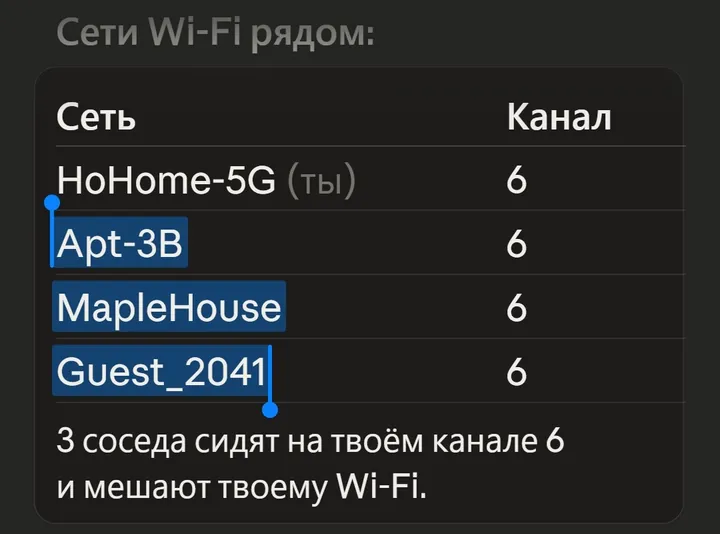 Сети Wi-Fi рядом:
Сеть Канал
HoHome-5G (ты) 6
Apt-3B 6
MapleHouse 6
Guest_2041 6
3 соседа сидят на твоём канале 6
и мешают твоему Wi-Fi.